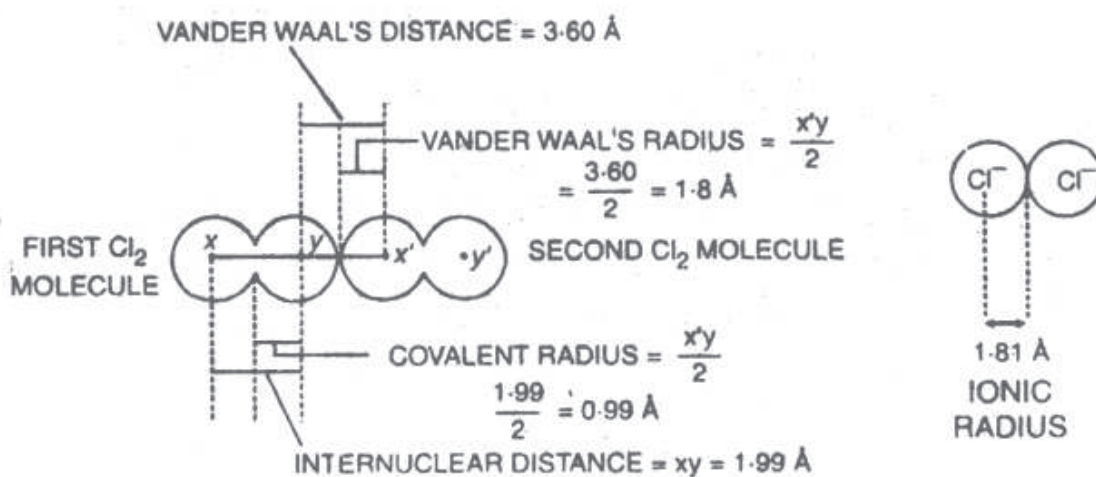 VANDER WAAL'S DISTANCE = 3·60 Å
VANDER WAAL'S RADIUS = x'y/2
= 3·60/2 = 1·8 Å
x y x' y'
FIRST Cl₂
MOLECULE
SECOND Cl₂ MOLECULE
COVALENT RADIUS = x'y/2
1·99/2 = 0·99 Å
INTERNUCLEAR DISTANCE = xy = 1·99 Å
Cl⁻ Cl⁻
1·81 Å
IONIC
RADIUS